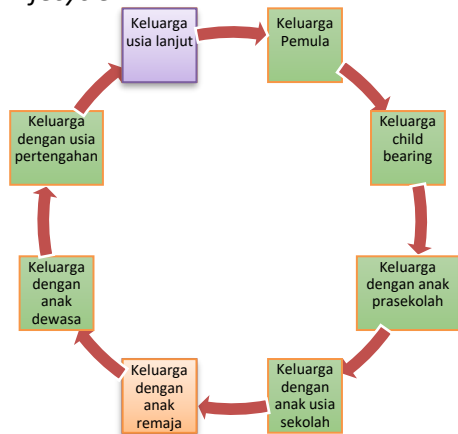 Keluarga
usia lanjut
Keluarga
Pemula
Keluarga
child
bearing
Keluarga
dengan anak
prasekolah
Keluarga
dengan
anak usia
sekolah
Keluarga
dengan
anak
remaja
Keluarga
dengan
anak
dewasa
Keluarga
dengan usia
pertengahan